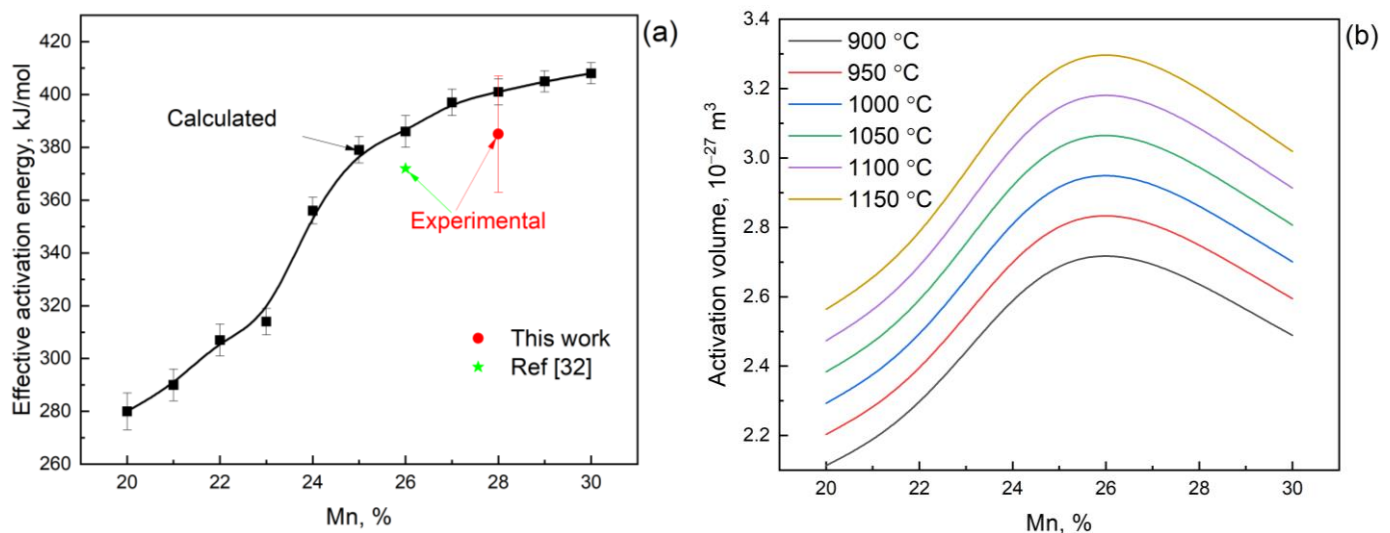 (a)
Effective activation energy, kJ/mol
420
400
380
360
340
320
300
280
260
Calculated
Experimental
This work
Ref [32]
20
22
24
26
28
30
Mn, %
(b)
Activation volume, 10⁻²⁷ m³
3.4
3.2
3.0
2.8
2.6
2.4
2.2
900 °C
950 °C
1000 °C
1050 °C
1100 °C
1150 °C
20
22
24
26
28
30
Mn, %